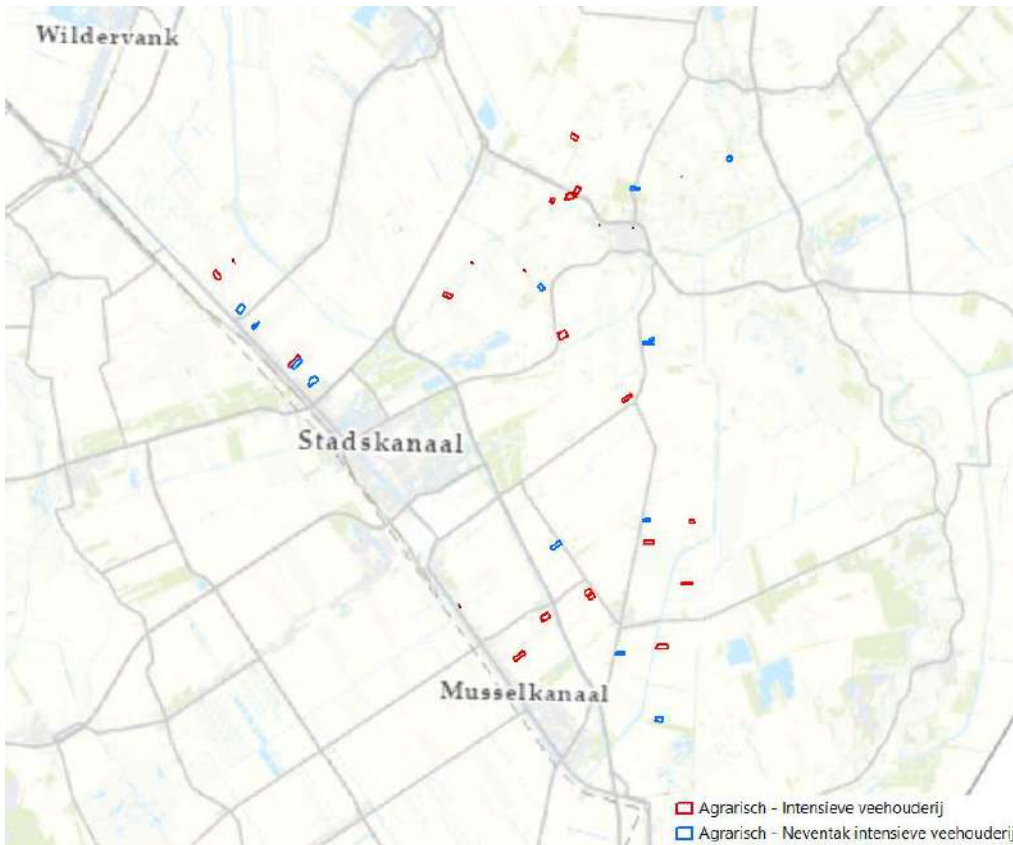 Wildervank
Stadskanaal
Musselkanaal
Agrarisch - Intensieve veehouderij
Agrarisch - Neventak intensieve veehouderij